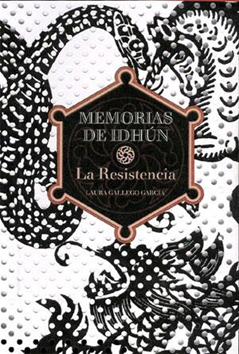 MEMORIAS
DE IDHÚN
La Resistencia
LAURA GALLEGO GARCÍA